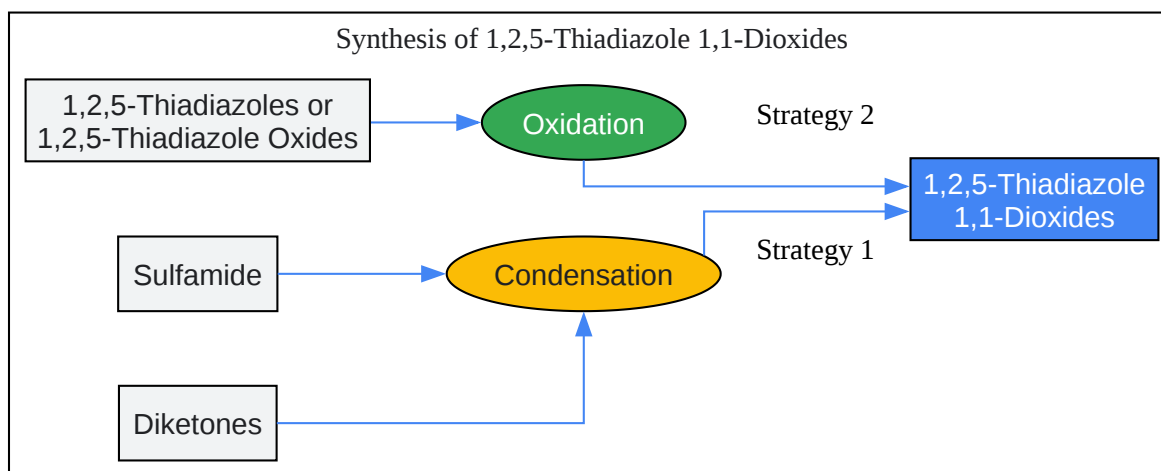 Synthesis of 1,2,5-Thiadiazole 1,1-Dioxides
1,2,5-Thiadiazoles or
1,2,5-Thiadiazole Oxides
Oxidation
Strategy 2
1,2,5-Thiadiazole
1,1-Dioxides
Strategy 1
Sulfamide
Condensation
Diketones